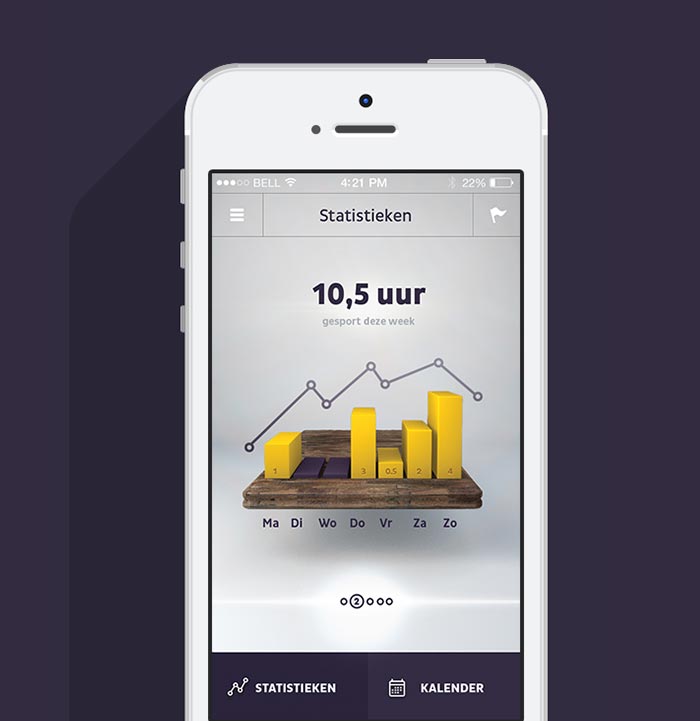 BELL 4:21 PM 22%
Statistieken
10,5 uur
gesport deze week
1 3 0.5 2 4
Ma Di Wo Do Vr Za Zo
2
STATISTIEKEN KALENDER